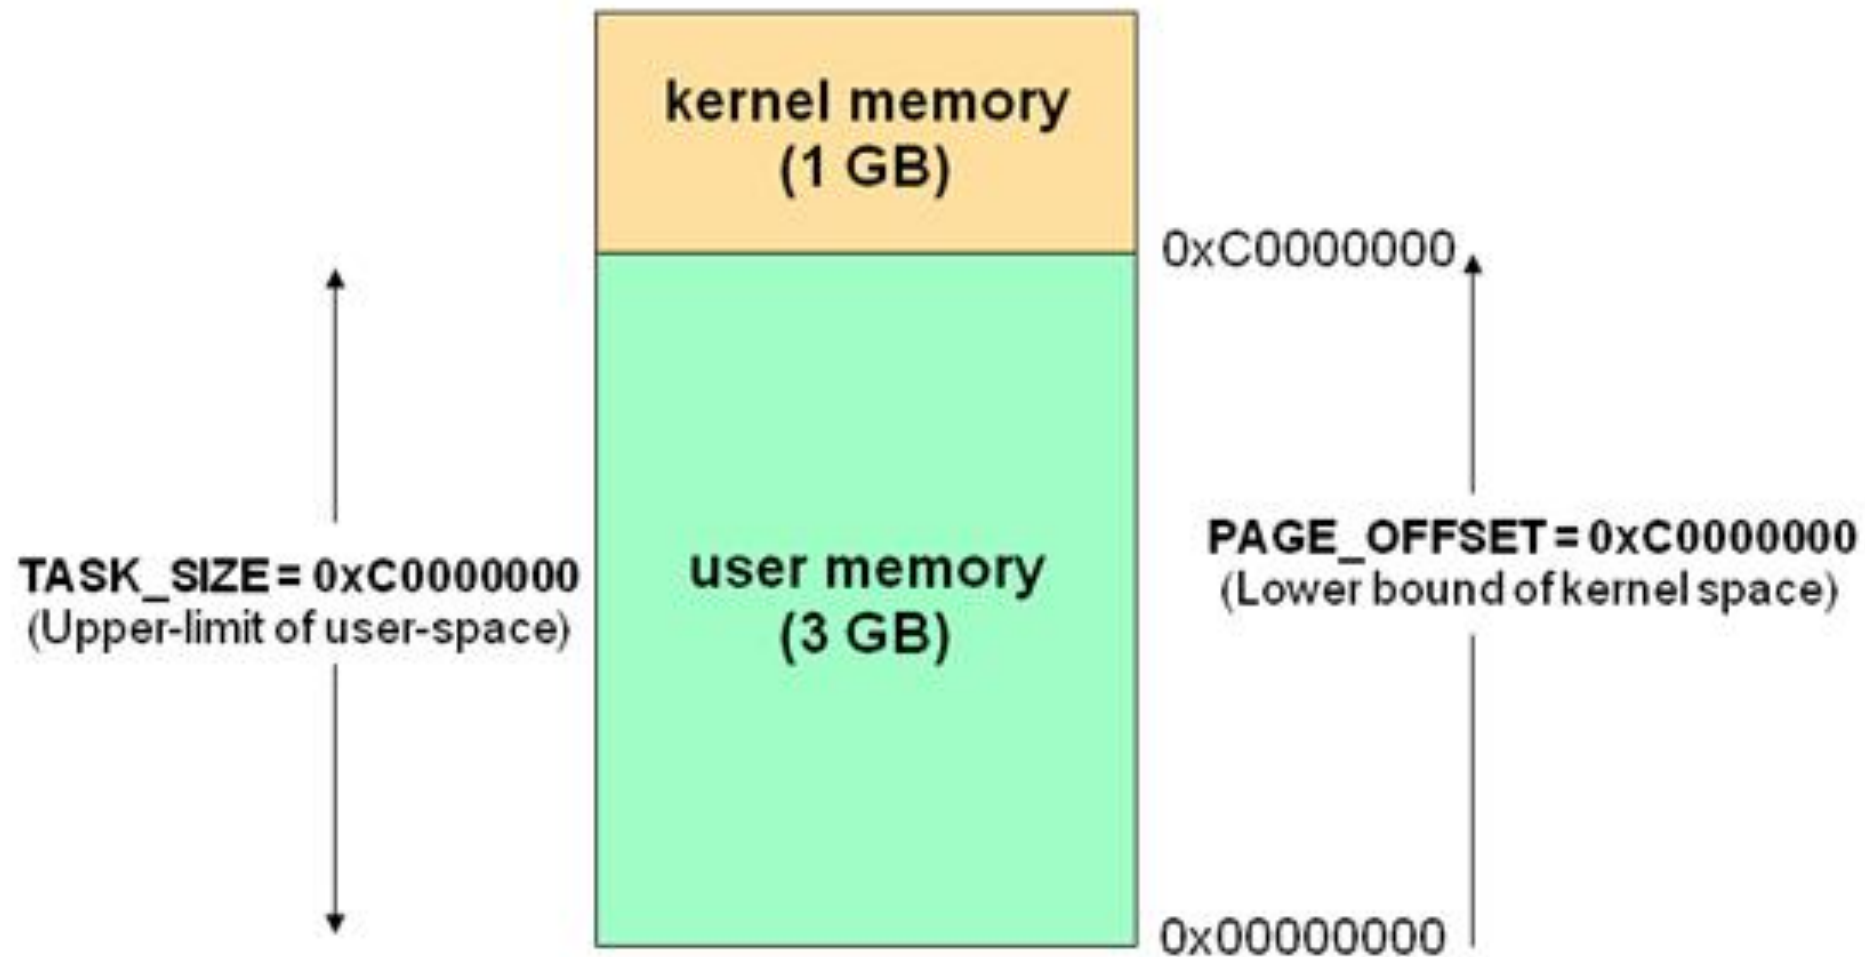 kernel memory
(1 GB)
0xC0000000
TASK_SIZE = 0xC0000000
(Upper-limit of user-space)
user memory
(3 GB)
PAGE_OFFSET = 0xC0000000
(Lower bound of kernel space)
0x00000000